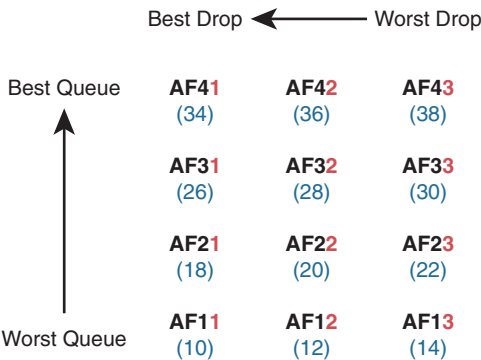 Best Drop Worst Drop
Best Queue AF41 AF42 AF43
(34) (36) (38)
AF31 AF32 AF33
(26) (28) (30)
AF21 AF22 AF23
(18) (20) (22)
Worst Queue AF11 AF12 AF13
(10) (12) (14)